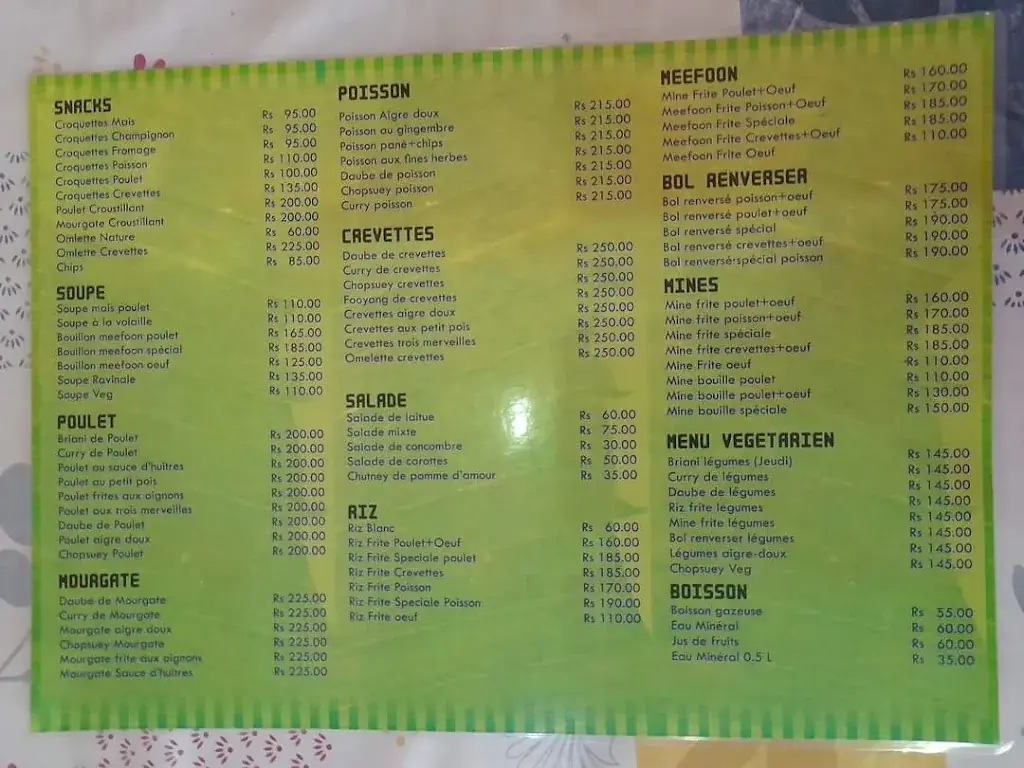 SNACKS
Croquettes Mais Rs 95.00
Croquettes Champignon Rs 95.00
Croquettes Fromage Rs 95.00
Croquettes Poisson Rs 110.00
Croquettes Poulet Rs 100.00
Croquettes Crevettes Rs 135.00
Poulet Croustillant Rs 200.00
Mourgate Croustillant Rs 200.00
Omlette Nature Rs 60.00
Omlette Crevettes Rs 225.00
Chips Rs 85.00
SOUPE
Soupe mais poulet Rs 110.00
Soupe à la volaille Rs 110.00
Bouillon meefoon poulet Rs 165.00
Bouillon meefoon spécial Rs 185.00
Bouillon meefoon oeuf Rs 125.00
Soupe Ravinale Rs 135.00
Soupe Veg Rs 110.00
POULET
Briani de Poulet Rs 200.00
Curry de Poulet Rs 200.00
Poulet au sauce d'huîtres Rs 200.00
Poulet au petit pois Rs 200.00
Poulet frites aux oignons Rs 200.00
Poulet aux trois merveilles Rs 200.00
Daube de Poulet Rs 200.00
Poulet aigre doux Rs 200.00
Chopsuey Poulet Rs 200.00
MOURGATE
Daube de Mourgate Rs 225.00
Curry de Mourgate Rs 225.00
Mourgate aigre doux Rs 225.00
Chopsuey Mourgate Rs 225.00
Mourgate frite aux oignons Rs 225.00
Mourgate Sauce d'huîtres Rs 225.00
POISSON
Poisson Aigre doux Rs 215.00
Poisson au gingembre Rs 215.00
Poisson pané+chips Rs 215.00
Poisson aux fines herbes Rs 215.00
Daube de poisson Rs 215.00
Chopsuey poisson Rs 215.00
Curry poisson Rs 215.00
CREVETTES
Daube de crevettes Rs 250.00
Curry de crevettes Rs 250.00
Chopsuey crevettes Rs 250.00
Fooyang de crevettes Rs 250.00
Crevettes aigre doux Rs 250.00
Crevettes aux petit pois Rs 250.00
Crevettes trois merveilles Rs 250.00
Omelette crevettes Rs 250.00
SALADE
Salade de laitue Rs 60.00
Salade mixte Rs 75.00
Salade de concombre Rs 30.00
Salade de carottes Rs 50.00
Chutney de pomme d'amour Rs 35.00
RIZ
Riz Blanc Rs 60.00
Riz Frite Poulet+Oeuf Rs 160.00
Riz Frite Speciale poulet Rs 185.00
Riz Frite Crevettes Rs 185.00
Riz Frite Poisson Rs 170.00
Riz Frite Speciale Poisson Rs 190.00
Riz Frite oeuf Rs 110.00
MEEFOON
Mine Frite Poulet+Oeuf Rs 160.00
Meefoon Frite Poisson+Oeuf Rs 170.00
Meefoon Frite Spéciale Rs 185.00
Meefoon Frite Crevettes+Oeuf Rs 185.00
Meefoon Frite Oeuf Rs 110.00
BOL RENVERSER
Bol renversé poisson+oeuf Rs 175.00
Bol renversé poulet+oeuf Rs 175.00
Bol renversé spécial Rs 190.00
Bol renversé crevettes+oeuf Rs 190.00
Bol renversé:spécial poisson Rs 190.00
MINES
Mine frite poulet+oeuf Rs 160.00
Mine frite poisson+oeuf Rs 170.00
Mine frite spéciale Rs 185.00
Mine frite crevettes+oeuf Rs 185.00
Mine Frite oeuf Rs 110.00
Mine bouille poulet Rs 110.00
Mine bouille poulet+oeuf Rs 130.00
Mine bouille spéciale Rs 150.00
MENU VEGETARIEN
Briani légumes (Jeudi) Rs 145.00
Curry de légumes Rs 145.00
Daube de légumes Rs 145.00
Riz frite légumes Rs 145.00
Mine frite légumes Rs 145.00
Bol renverser légumes Rs 145.00
Légumes aigre-doux Rs 145.00
Chopsuey Veg Rs 145.00
BOISSON
Boisson gazeuse Rs 55.00
Eau Minéral Rs 60.00
Jus de fruits Rs 60.00
Eau Minéral 0.5 L Rs 35.00